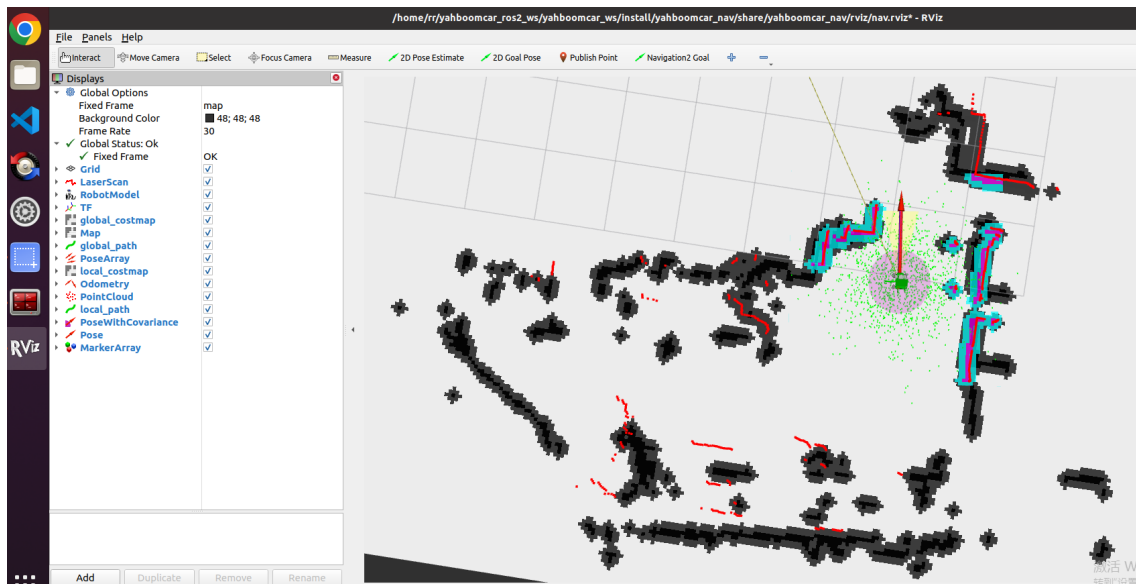 /home/rr/yahboomcar_ros2_ws/yahboomcar_ws/install/yahboomcar_nav/share/yahboomcar_nav/rviz/nav.rviz* - RViz
File Panels Help
Interact Move Camera Select Focus Camera Measure 2D Pose Estimate 2D Goal Pose Publish Point Navigation2 Goal
Displays
Global Options
Fixed Frame map
Background Color 48; 48; 48
Frame Rate 30
Global Status: Ok
Fixed Frame OK
Grid
LaserScan
RobotModel
TF
global_costmap
Map
global_path
PoseArray
local_costmap
Odometry
PointCloud
local_path
PoseWithCovariance
Pose
MarkerArray
RViz
Add Duplicate Remove Rename
激活 W